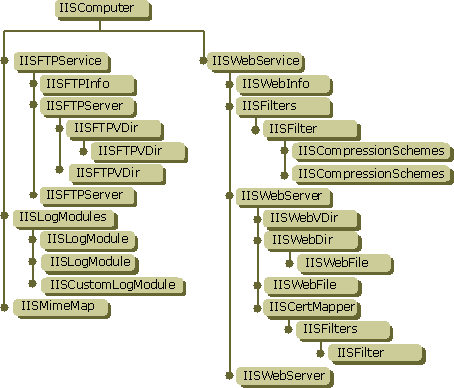 IISComputer
IISFTPService
IISFTPInfo
IISFTPServer
IISFTPVDir
IISFTPVDir
IISFTPVDir
IISFTPServer
IISLogModules
IISLogModule
IISLogModule
IISCustomLogModule
IISMimeMap
IISWebService
IISWebInfo
IISFilters
IISFilter
IISCompressionSchemes
IISCompressionSchemes
IISWebServer
IISWebVDir
IISWebDir
IISWebFile
IISWebFile
IISCertMapper
IISFilters
IISFilter
IISWebServer